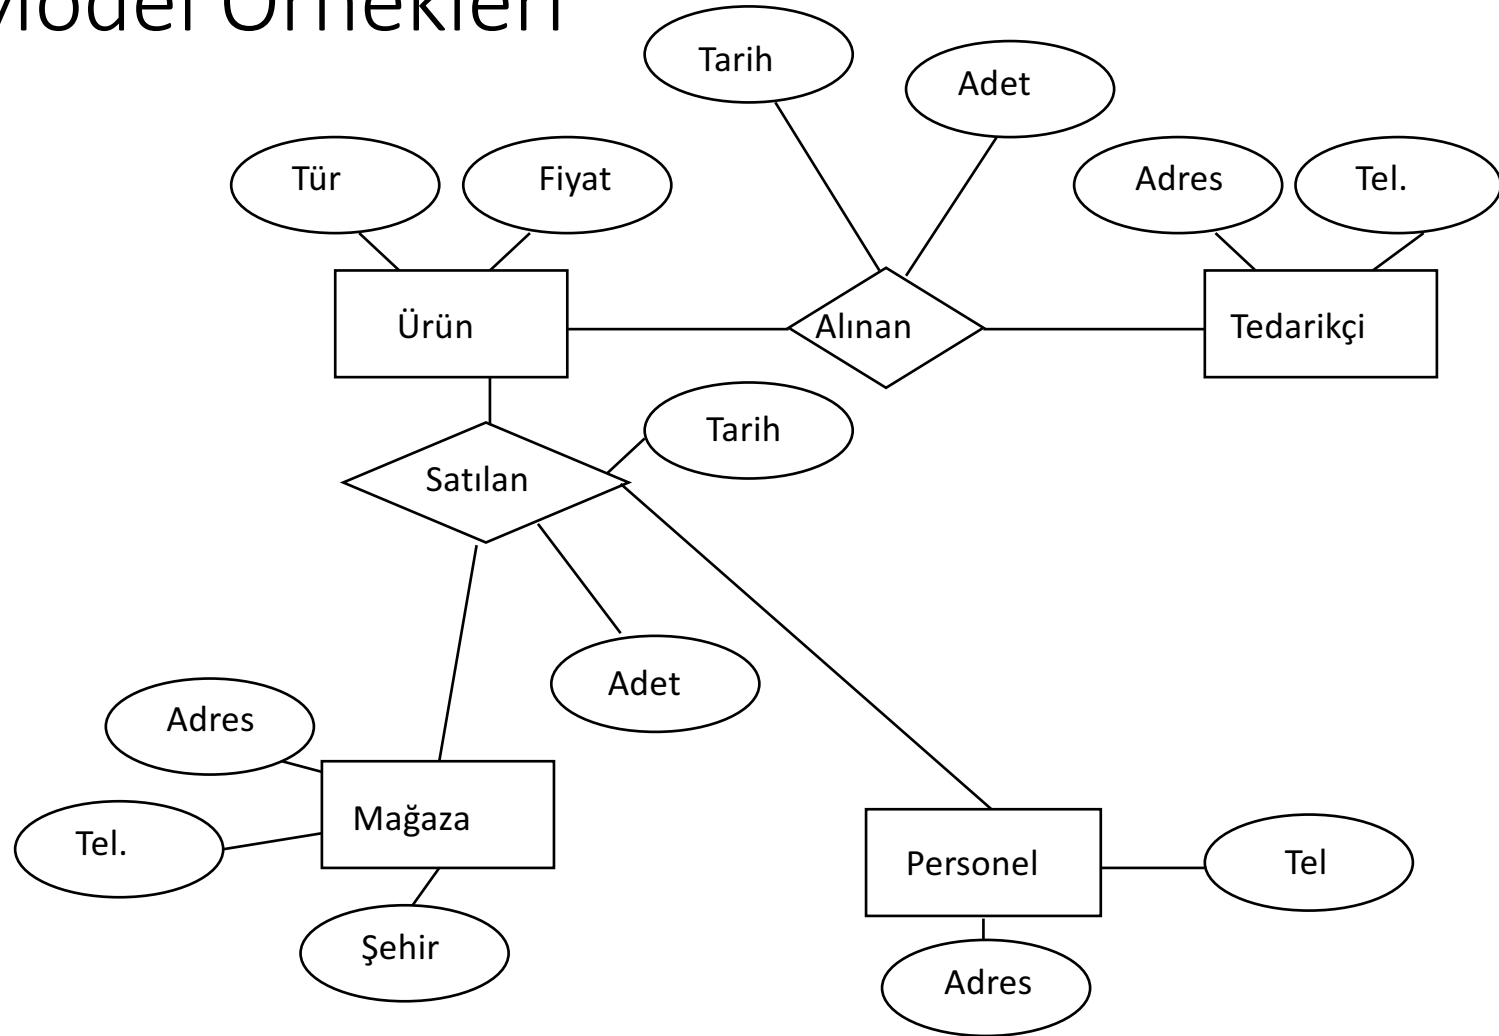 Model Örnekleri
Tarih
Adet
Tür
Fiyat
Adres
Tel.
Ürün
Alınan
Tedarikçi
Tarih
Satılan
Adet
Adres
Mağaza
Tel.
Personel
Tel
Şehir
Adres